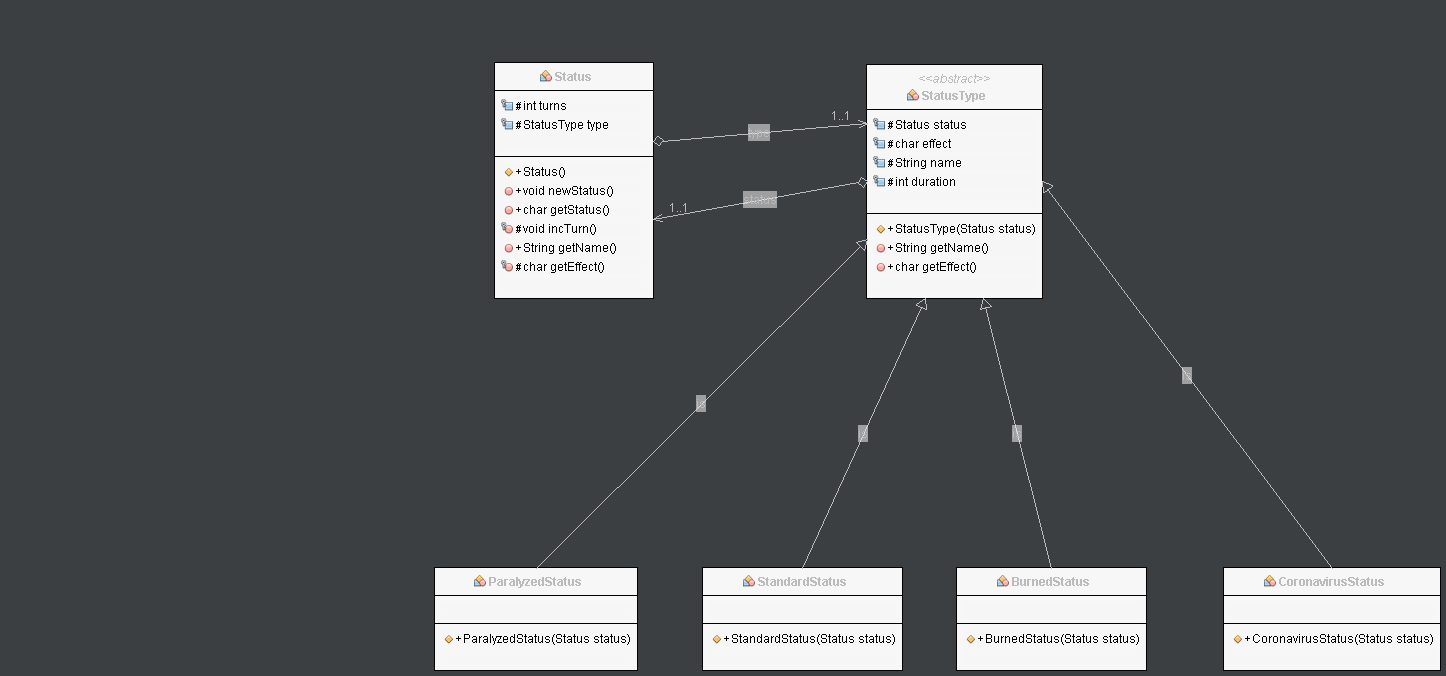 Status
#int turns
#StatusType type
+Status()
+void newStatus()
+char getStatus()
#void incTurn()
+String getName()
#char getEffect()
type
1..1
status
1..1
<<abstract>>
StatusType
#Status status
#char effect
#String name
#int duration
+StatusType(Status status)
+String getName()
+char getEffect()
ParalyzedStatus
+ParalyzedStatus(Status status)
StandardStatus
+StandardStatus(Status status)
BurnedStatus
+BurnedStatus(Status status)
CoronavirusStatus
+CoronavirusStatus(Status status)